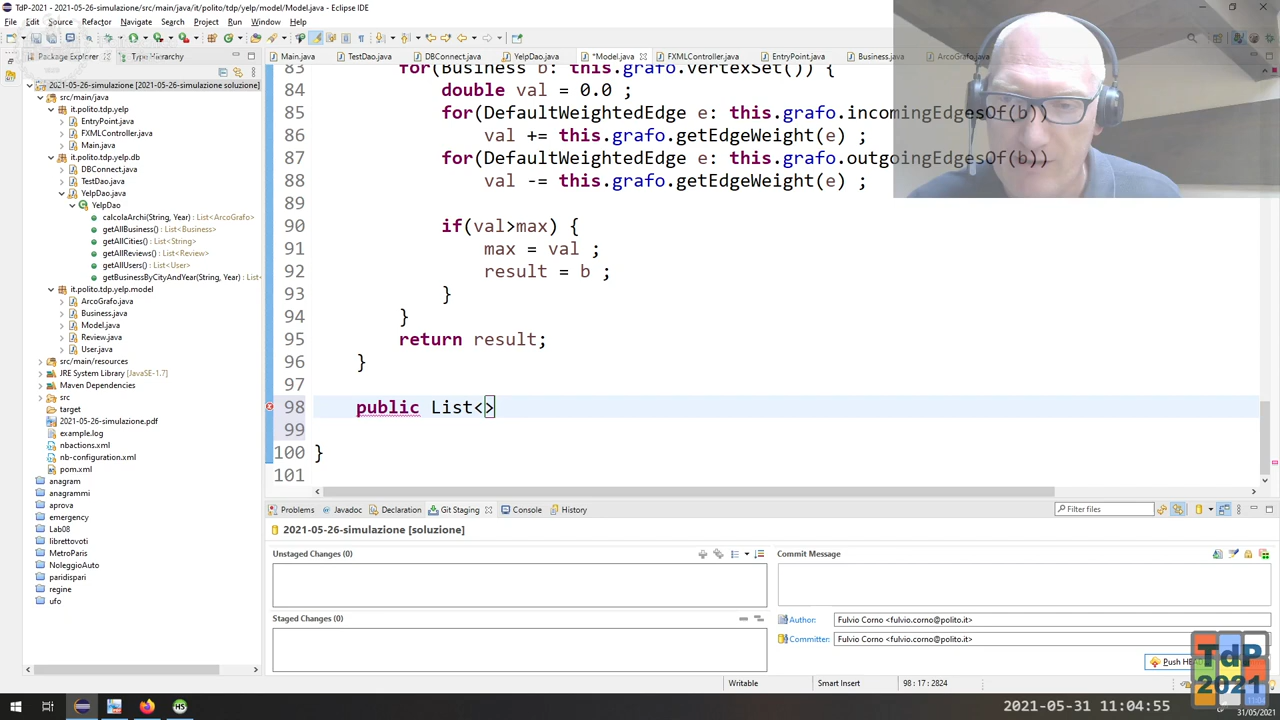 TdP-2021 - 2021-05-26-simulazione/src/main/java/it/polito/tdp/yelp/model/Model.java - Eclipse IDE
File Edit Source Refactor Navigate Search Project Run Window Help
Package Explorer
Type Hierarchy
Main.java
TestDao.java
DBConnect.java
YelpDao.java
*Model.java
FXMLController.java
EntryPoint.java
Business.java
ArcoGrafo.java
2021-05-26-simulazione [2021-05-26-simulazione soluzione]
src/main/java
it.polito.tdp.yelp
EntryPoint.java
FXMLController.java
Main.java
it.polito.tdp.yelp.db
DBConnect.java
TestDao.java
YelpDao.java
YelpDao
calcolaArchi(String, Year) : List<ArcoGrafo>
getAllBusiness() : List<Business>
getAllCities() : List<String>
getAllReviews() : List<Review>
getAllUsers() : List<User>
getBusinessByCityAndYear(String, Year) : List<
it.polito.tdp.yelp.model
ArcoGrafo.java
Business.java
Model.java
Review.java
User.java
src/main/resources
JRE System Library [JavaSE-1.7]
Maven Dependencies
src
target
2021-05-26-simulazione.pdf
example.log
nbactions.xml
nb-configuration.xml
pom.xml
anagram
anagrammi
aprova
emergency
Lab08
librettovoti
MetroParis
NoleggioAuto
paridispari
regine
ufo
83 for(Business b: this.grafo.vertexSet()) {
84 double val = 0.0 ;
85 for(DefaultWeightedEdge e: this.grafo.incomingEdgesOf(b))
86 val += this.grafo.getEdgeWeight(e) ;
87 for(DefaultWeightedEdge e: this.grafo.outgoingEdgesOf(b))
88 val -= this.grafo.getEdgeWeight(e) ;
89
90 if(val>max) {
91 max = val ;
92 result = b ;
93 }
94 }
95 return result;
96 }
97
98 public List<>
99
100 }
101
Problems Javadoc Declaration Git Staging Console History
Filter files
2021-05-26-simulazione [soluzione]
Unstaged Changes (0)
Commit Message
Staged Changes (0)
Author: Fulvio Corno <fulvio.corno@polito.it>
Committer: Fulvio Corno <fulvio.corno@polito.it>
Push HE
Writable Smart Insert 98 : 17 : 2824
TdP
2021
2021-05-31 11:04:55
31/05/2021